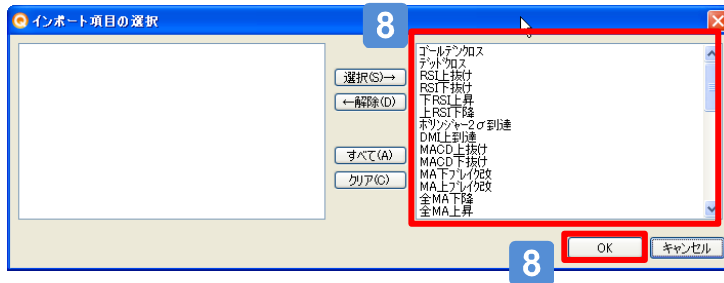 インポート項目の選択
8
選択(S)→
←解除(D)
すべて(A)
クリア(C)
ｺﾞｰﾙﾃﾞﾝｸﾛｽ
ﾃﾞｯﾄﾞｸﾛｽ
RSI上抜け
RSI下抜け
下RSI上昇
上RSI下降
ﾎﾞﾘﾝｼﾞｬｰ2σ到達
DMI上到達
MACD上抜け
MACD下抜け
MA下ﾌﾞﾚｲｸ改
MA上ﾌﾞﾚｲｸ改
全MA下降
全MA上昇
8
OK
キャンセル